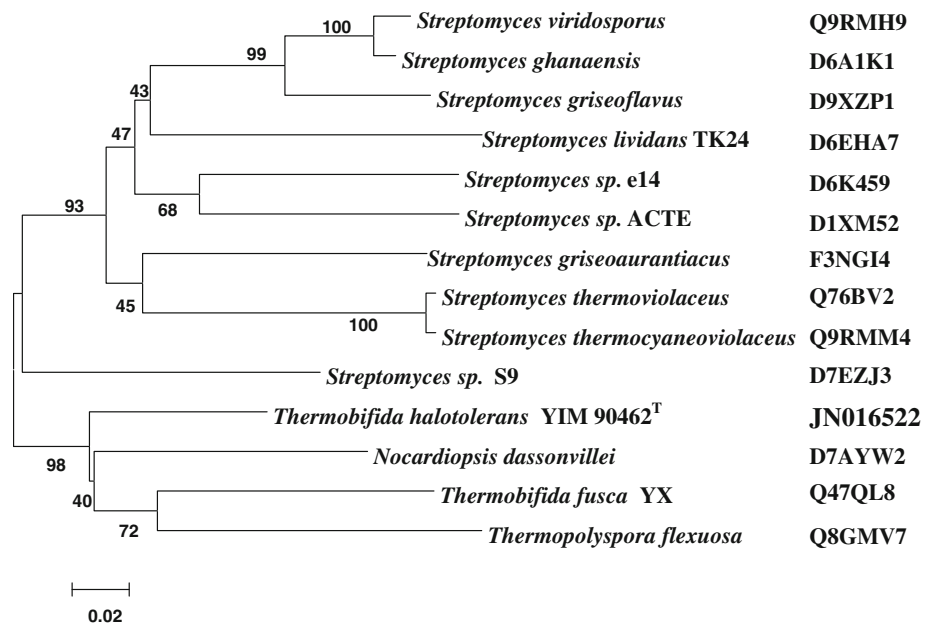 100 Streptomyces viridosporus Q9RMH9
99 Streptomyces ghanaensis D6A1K1
43 Streptomyces griseoflavus D9XZP1
47 Streptomyces lividans TK24 D6EHA7
Streptomyces sp. e14 D6K459
93 68 Streptomyces sp. ACTE D1XM52
Streptomyces griseoaurantiacus F3NGI4
45 Streptomyces thermoviolaceus Q76BV2
100 Streptomyces thermocyaneoviolaceus Q9RMM4
Streptomyces sp. S9 D7EZJ3
Thermobifida halotolerans YIM 90462T JN016522
98 Nocardiopsis dassonvillei D7AYW2
40 Thermobifida fusca YX Q47QL8
72 Thermopolyspora flexuosa Q8GMV7
0.02